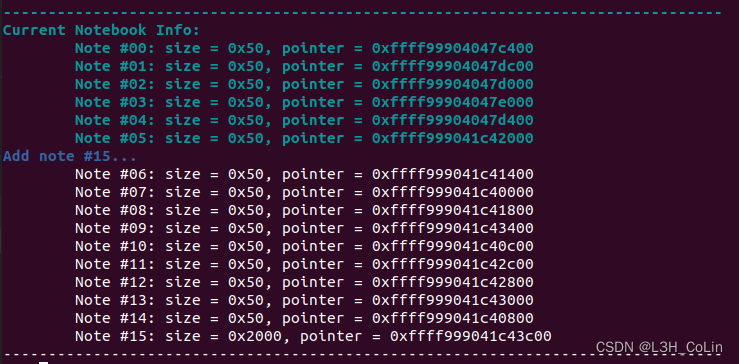 --------------------------------------------------------------------------------
Current Notebook Info:
Note #00: size = 0x50, pointer = 0xffff99904047c400
Note #01: size = 0x50, pointer = 0xffff99904047dc00
Note #02: size = 0x50, pointer = 0xffff99904047d000
Note #03: size = 0x50, pointer = 0xffff99904047e000
Note #04: size = 0x50, pointer = 0xffff99904047d400
Note #05: size = 0x50, pointer = 0xffff999041c42000
Add note #15...
Note #06: size = 0x50, pointer = 0xffff999041c41400
Note #07: size = 0x50, pointer = 0xffff999041c40000
Note #08: size = 0x50, pointer = 0xffff999041c41800
Note #09: size = 0x50, pointer = 0xffff999041c43400
Note #10: size = 0x50, pointer = 0xffff999041c40c00
Note #11: size = 0x50, pointer = 0xffff999041c42c00
Note #12: size = 0x50, pointer = 0xffff999041c42800
Note #13: size = 0x50, pointer = 0xffff999041c43000
Note #14: size = 0x50, pointer = 0xffff999041c40800
Note #15: size = 0x2000, pointer = 0xffff999041c43c00
CSDN @L3H_CoLin
--------------------------------------------------------------------------------